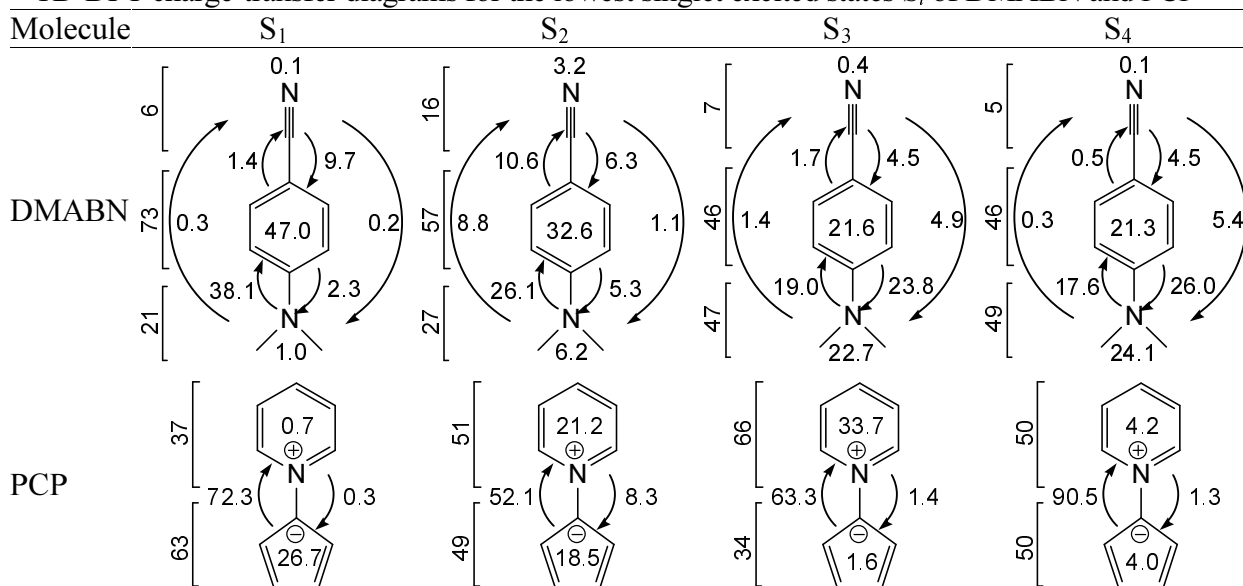 TD-DFT charge-transfer diagrams for the lowest singlet excited states Si of DMABN and PCP
Molecule S1 S2 S3 S4
0.1 3.2 0.4 0.1
N N N N
6 16 7 5
1.4 9.7 10.6 6.3 1.7 4.5 0.5 4.5
DMABN
73 0.3 47.0 0.2 57 8.8 32.6 1.1 46 1.4 21.6 4.9 46 0.3 21.3 5.4
38.1 2.3 26.1 5.3 19.0 23.8 17.6 26.0
21 N 27 N 47 N 49 N
1.0 6.2 22.7 24.1
37 0.7 51 21.2 66 33.7 50 4.2
+ + + +
N N N N
PCP
72.3 0.3 52.1 8.3 63.3 1.4 90.5 1.3
− − − −
63 26.7 49 18.5 34 1.6 50 4.0